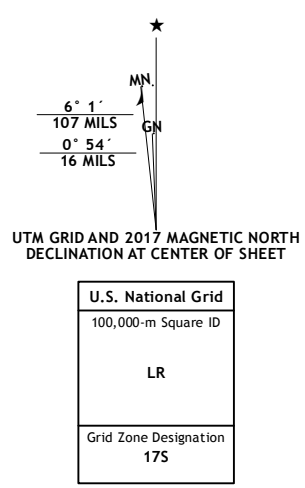 ★
MN
6° 1´
107 MILS
GN
0° 54´
16 MILS
UTM GRID AND 2017 MAGNETIC NORTH
DECLINATION AT CENTER OF SHEET
U.S. National Grid
100,000-m Square ID
LR
Grid Zone Designation
17S